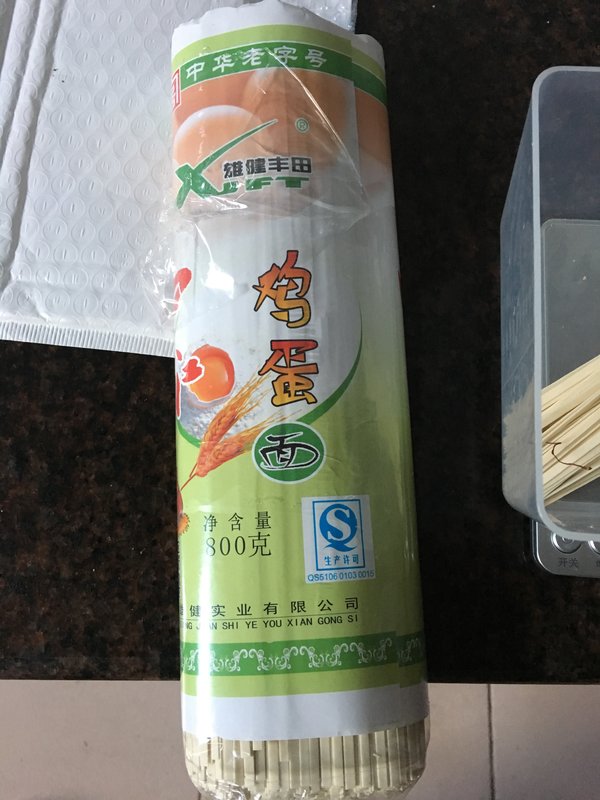 中华老字号
®
雄健丰田
XJFT
鸡蛋
面
净含量
800克
生产许可
QS5106 0103 0015
雄健实业有限公司
JIAN SHI YE YOU XIAN GONG SI
开关